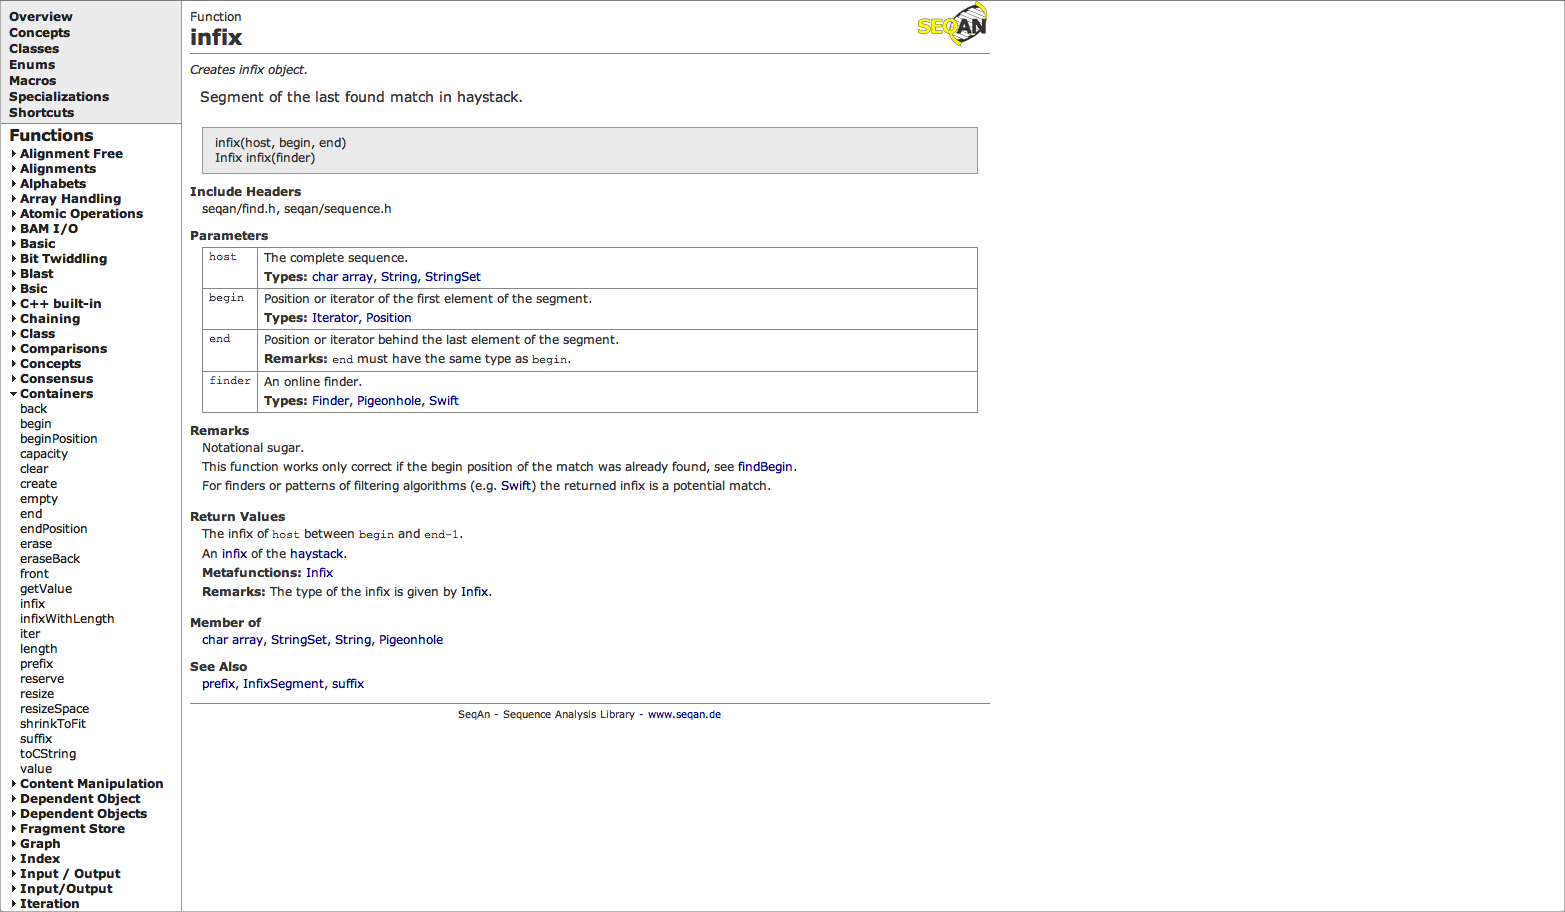 Overview
Concepts
Classes
Enums
Macros
Specializations
Shortcuts
Functions
Alignment Free
Alignments
Alphabets
Array Handling
Atomic Operations
BAM I/O
Basic
Bit Twiddling
Blast
Bsic
C++ built-in
Chaining
Class
Comparisons
Concepts
Consensus
Containers
back
begin
beginPosition
capacity
clear
create
empty
end
endPosition
erase
eraseBack
front
getValue
infix
infixWithLength
iter
length
prefix
reserve
resize
resizeSpace
shrinkToFit
suffix
toCString
value
Content Manipulation
Dependent Object
Dependent Objects
Fragment Store
Graph
Index
Input / Output
Input/Output
Iteration
Function
infix
SEQAN
Creates infix object.
Segment of the last found match in haystack.
infix(host, begin, end)
Infix infix(finder)
Include Headers
seqan/find.h, seqan/sequence.h
Parameters
host The complete sequence.
Types: char array, String, StringSet
begin Position or iterator of the first element of the segment.
Types: Iterator, Position
end Position or iterator behind the last element of the segment.
Remarks: end must have the same type as begin.
finder An online finder.
Types: Finder, Pigeonhole, Swift
Remarks
Notational sugar.
This function works only correct if the begin position of the match was already found, see findBegin.
For finders or patterns of filtering algorithms (e.g. Swift) the returned infix is a potential match.
Return Values
The infix of host between begin and end-1.
An infix of the haystack.
Metafunctions: Infix
Remarks: The type of the infix is given by Infix.
Member of
char array, StringSet, String, Pigeonhole
See Also
prefix, InfixSegment, suffix
SeqAn - Sequence Analysis Library - www.seqan.de